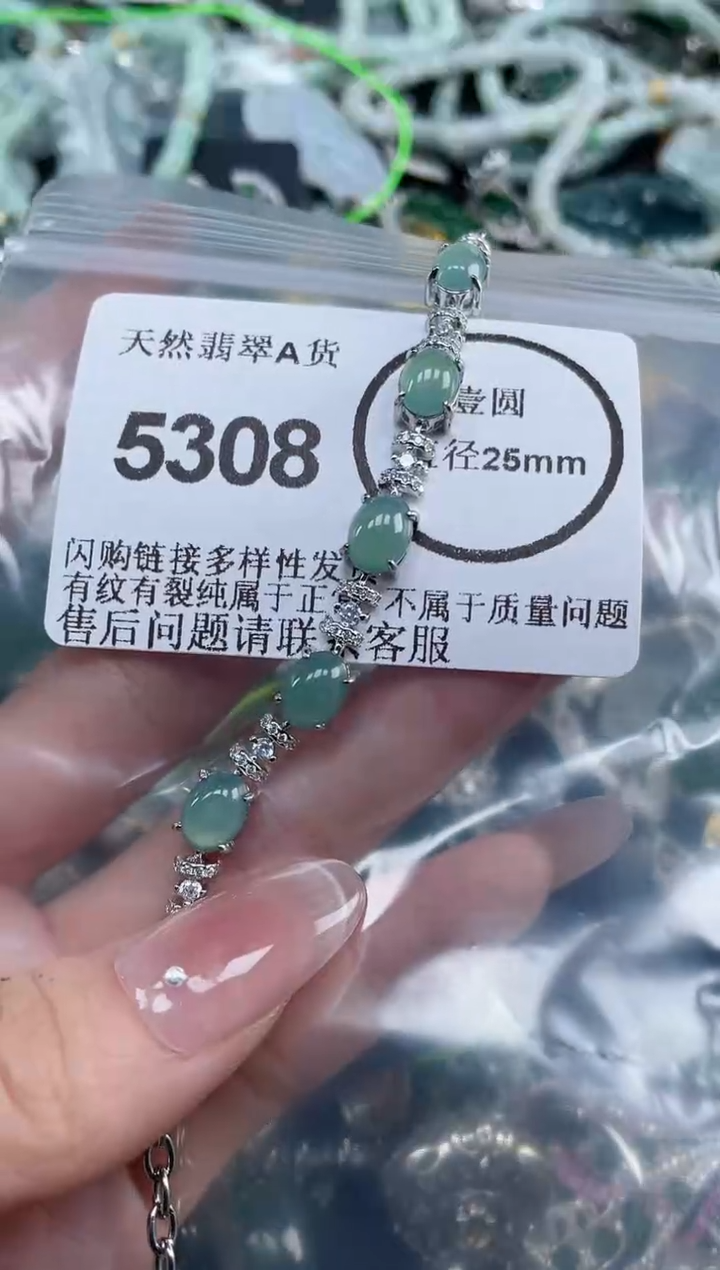 天然翡翠A货
5308
壹圆
径25mm
闪购链接多样性发
有纹有裂纯属于正 不属于质量问题
售后问题请联 客服